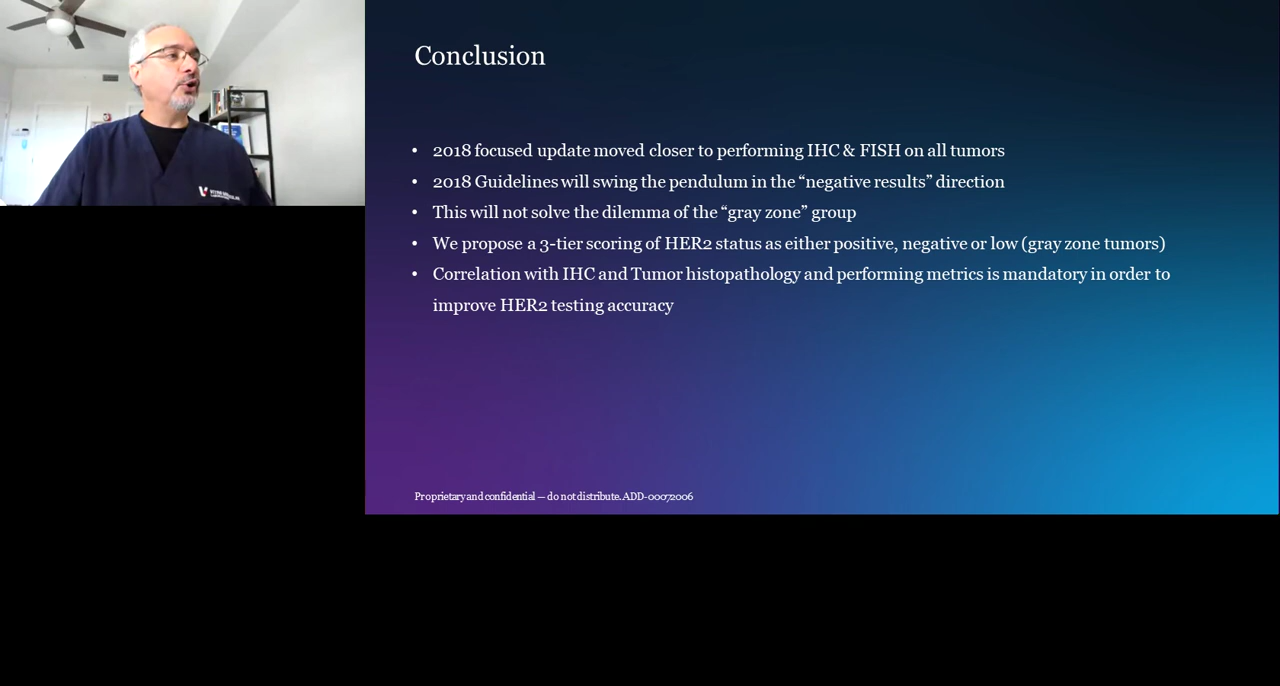 Conclusion
• 2018 focused update moved closer to performing IHC & FISH on all tumors
• 2018 Guidelines will swing the pendulum in the “negative results” direction
• This will not solve the dilemma of the “gray zone” group
• We propose a 3-tier scoring of HER2 status as either positive, negative or low (gray zone tumors)
• Correlation with IHC and Tumor histopathology and performing metrics is mandatory in order to
improve HER2 testing accuracy
Proprietary and confidential — do not distribute. ADD-00072006